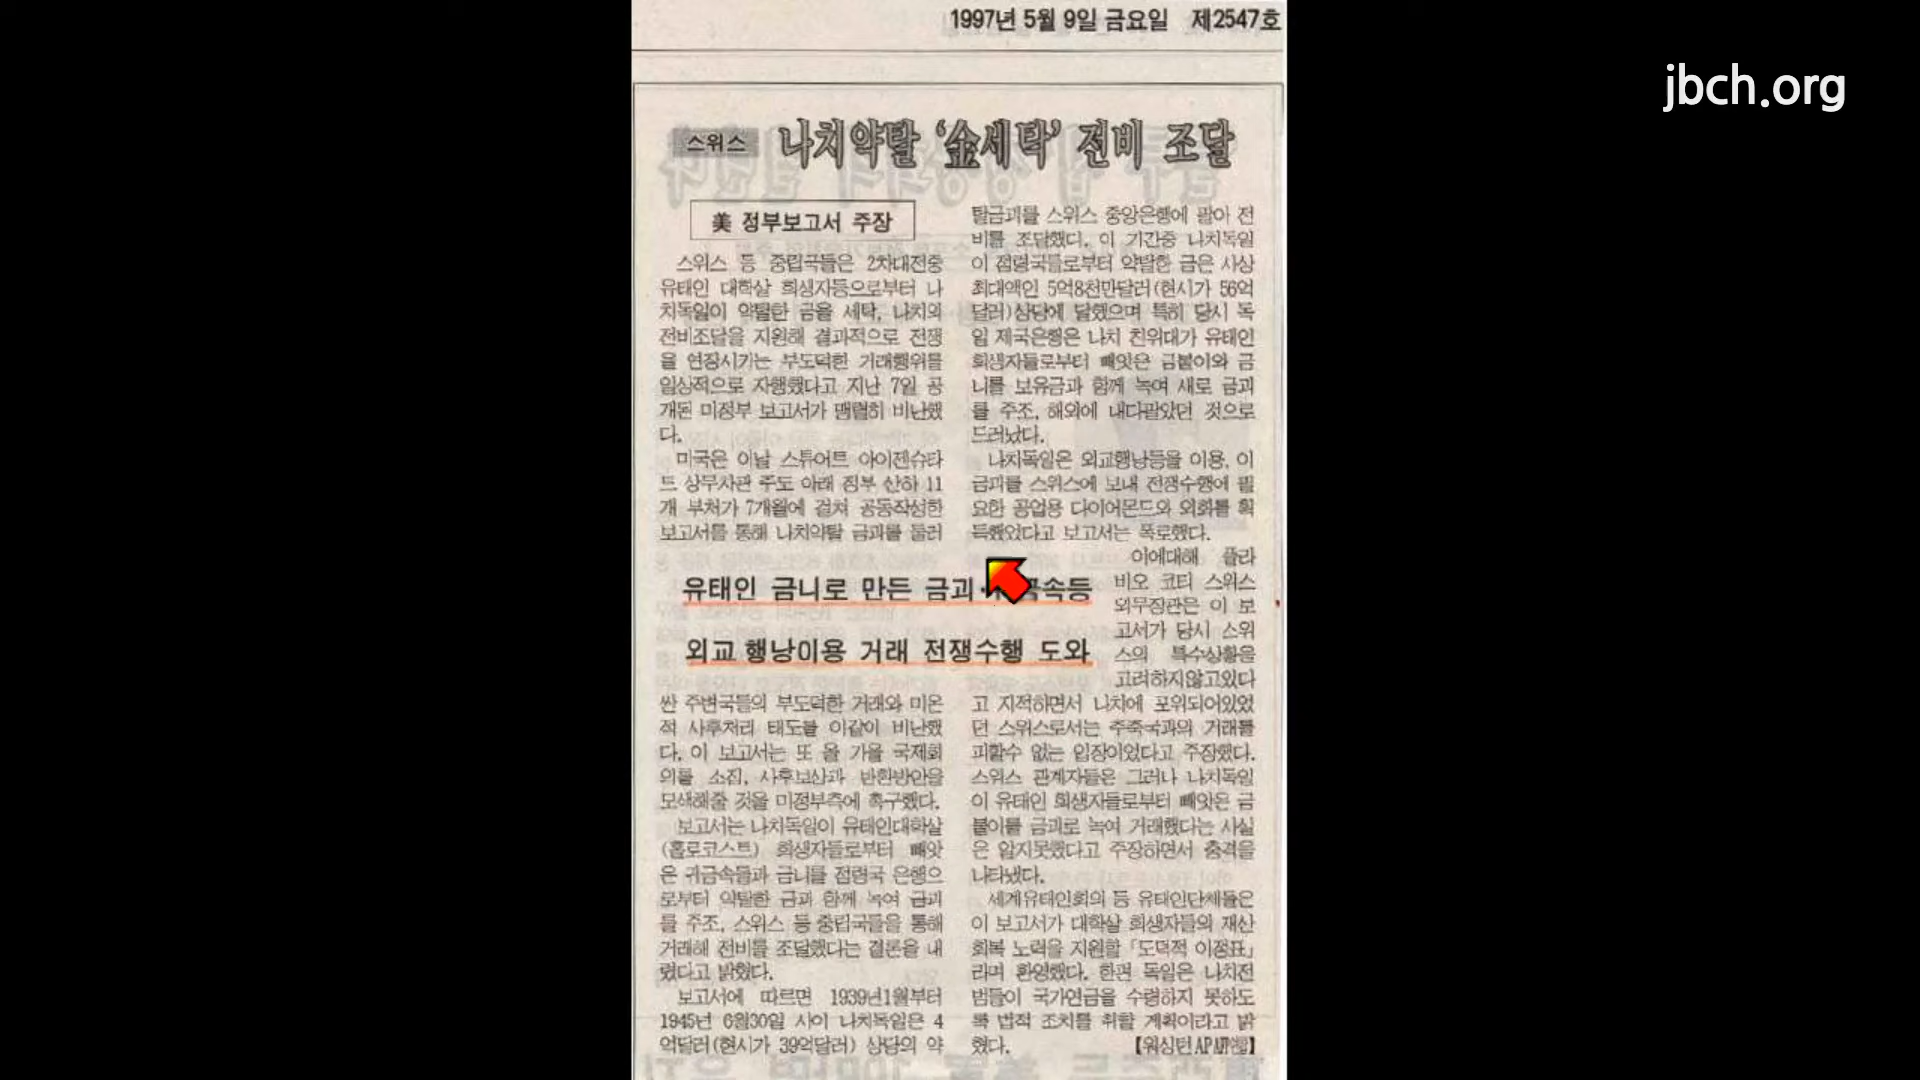 1997년 5월 9일 금요일 제2547호
jbch.org
스위스 나치약탈 ‘金세탁’ 전비 조달
美 정부보고서 주장
스위스 등 중립국들은 2차대전중
유태인 대학살 희생자등으로부터 나
치독일이 약탈한 금을 세탁, 나치의
전비조달을 지원해 결과적으로 전쟁
을 연장시키는 부도덕한 거래행위를
일상적으로 자행했다고 지난 7일 공
개된 미정부 보고서가 맹렬히 비난했
다.
미국은 이날 스튜어트 아이젠슈타
트 상무차관 주도 아래 정부 산하 11
개 부처가 7개월에 걸쳐 공동작성한
보고서를 통해 나치약탈 금괴를 둘러
유태인 금니로 만든 금괴·금속등
외교 행낭이용 거래 전쟁수행 도와
싼 주변국들의 부도덕한 거래와 미온
적 사후처리 태도를 이같이 비난했
다. 이 보고서는 또 올 가을 국제회
의를 소집, 사후보상과 반환방안을
모색해줄 것을 미정부측에 촉구했다.
보고서는 나치독일이 유태인대학살
(홀로코스트) 희생자들로부터 빼앗
은 귀금속들과 금니를 점령국 은행으
로부터 약탈한 금과 함께 녹여 금괴
를 주조, 스위스 등 중립국들을 통해
거래해 전비를 조달했다는 결론을 내
렸다고 밝혔다.
보고서에 따르면 1939년1월부터
1945년 6월30일 사이 나치독일은 4
억달러(현시가 39억달러) 상당의 약
탈금괴를 스위스 중앙은행에 팔아 전
비를 조달했다. 이 기간중 나치독일
이 점령국들로부터 약탈한 금은 사상
최대액인 5억8천만달러(현시가 56억
달러)상당에 달했으며 특히 당시 독
일 제국은행은 나치 친위대가 유태인
희생자들로부터 빼앗은 금붙이와 금
니를 보유금과 함께 녹여 새로 금괴
를 주조, 해외에 내다팔았던 것으로
드러났다.
나치독일은 외교행낭등을 이용, 이
금괴를 스위스에 보내 전쟁수행에 필
요한 공업용 다이어몬드와 외화를 획
득했었다고 보고서는 폭로했다.
이에대해 플라
비오 코티 스위스
외무장관은 이 보
고서가 당시 스위
스의 특수상황을
고려하지않고있다
고 지적하면서 나치에 포위되어있었
던 스위스로서는 주축국과의 거래를
피할수 없는 입장이었다고 주장했다.
스위스 관계자들은 그러나 나치독일
이 유태인 희생자들로부터 빼앗은 금
붙이를 금괴로 녹여 거래했다는 사실
은 알지못했다고 주장하면서 충격을
나타냈다.
세계유태인회의 등 유태인단체들은
이 보고서가 대학살 희생자들의 재산
회복 노력을 지원할 「도덕적 이정표」
라며 환영했다. 한편 독일은 나치전
범들이 국가연금을 수령하지 못하도
록 법적 조치를 취할 계획이라고 밝
혔다. 【워싱턴